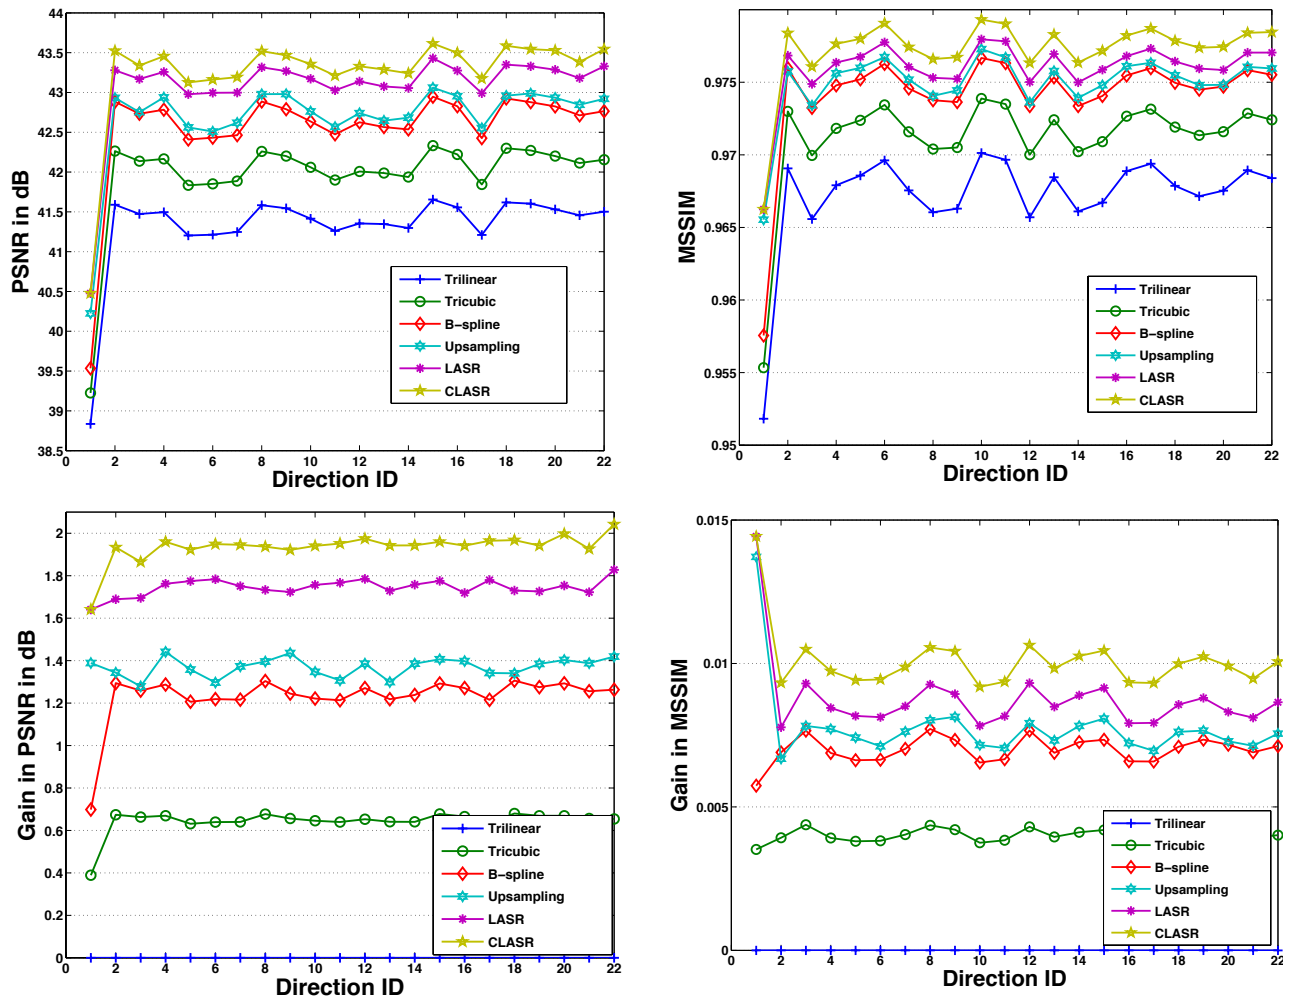 44
43.5
43
42.5
42
41.5
41
40.5
40
39.5
39
38.5
0 2 4 6 8 10 12 14 16 18 20 22
PSNR in dB
Direction ID
Trilinear
Tricubic
B-spline
Upsampling
LASR
CLASR
0.975
0.97
0.965
0.96
0.955
0.95
0 2 4 6 8 10 12 14 16 18 20 22
MSSIM
Direction ID
Trilinear
Tricubic
B-spline
Upsampling
LASR
CLASR
2
1.8
1.6
1.4
1.2
1
0.8
0.6
0.4
0.2
0
0 2 4 6 8 10 12 14 16 18 20 22
Gain in PSNR in dB
Direction ID
Trilinear
Tricubic
B-spline
Upsampling
LASR
CLASR
0.015
0.01
0.005
0
0 2 4 6 8 10 12 14 16 18 20 22
Gain in MSSIM
Direction ID
Trilinear
Tricubic
B-spline
Upsampling
LASR
CLASR